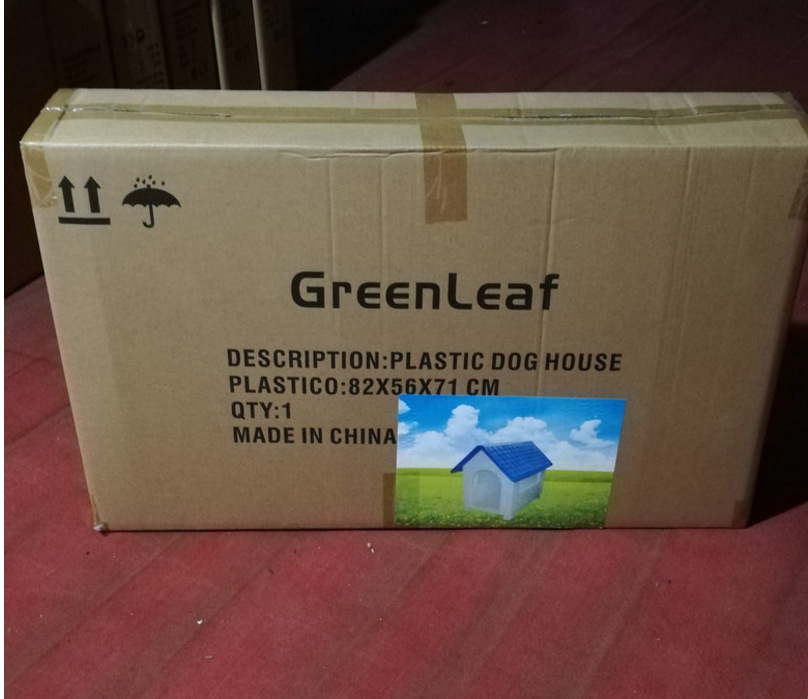 GreenLeaf
DESCRIPTION:PLASTIC DOG HOUSE
PLASTICO:82X56X71 CM
QTY:1
MADE IN CHINA